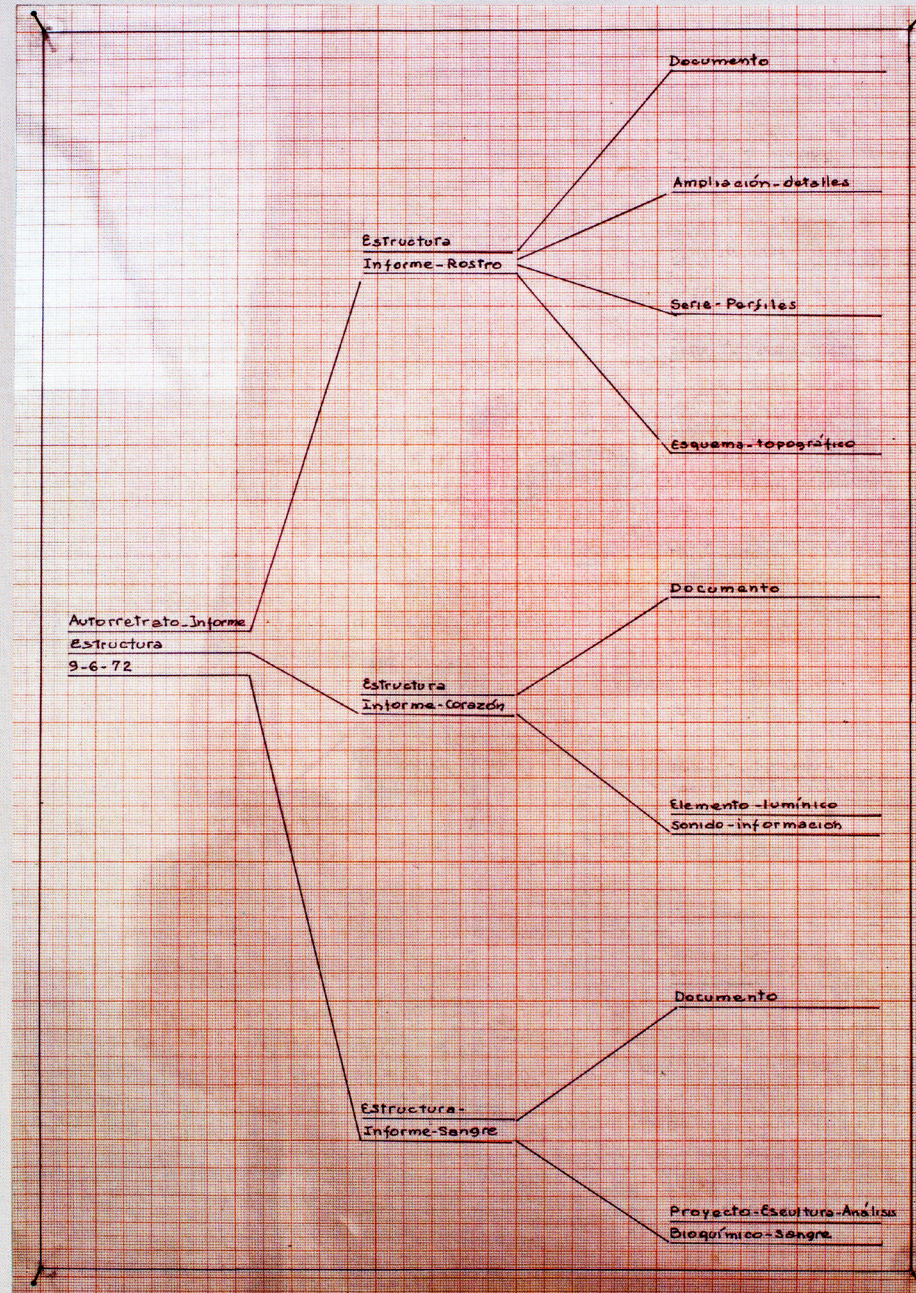 Autorretrato-Informe
Estructura
9-6-72
Estructura
Informe-Rostro
Documento
Ampliación-detalles
Serie-Perfiles
Esquema-topográfico
Estructura
Informe-Corazón
Documento
Elemento-lumínico
Sonido-información
Estructura-
Informe-Sangre
Documento
Proyecto-Escultura-Análisis
Bioquímico-Sangre